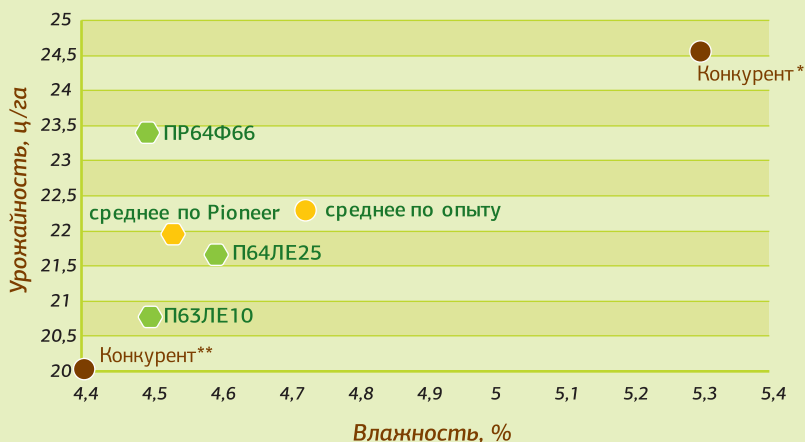 Урожайность, ц/га
25
24,5
24
23,5
23
22,5
22
21,5
21
20,5
20
Конкурент*
ПР64Ф66
среднее по Pioneer
среднее по опыту
П64ЛЕ25
П63ЛЕ10
Конкурент**
4,4 4,5 4,6 4,7 4,8 4,9 5 5,1 5,2 5,3 5,4
Влажность, %